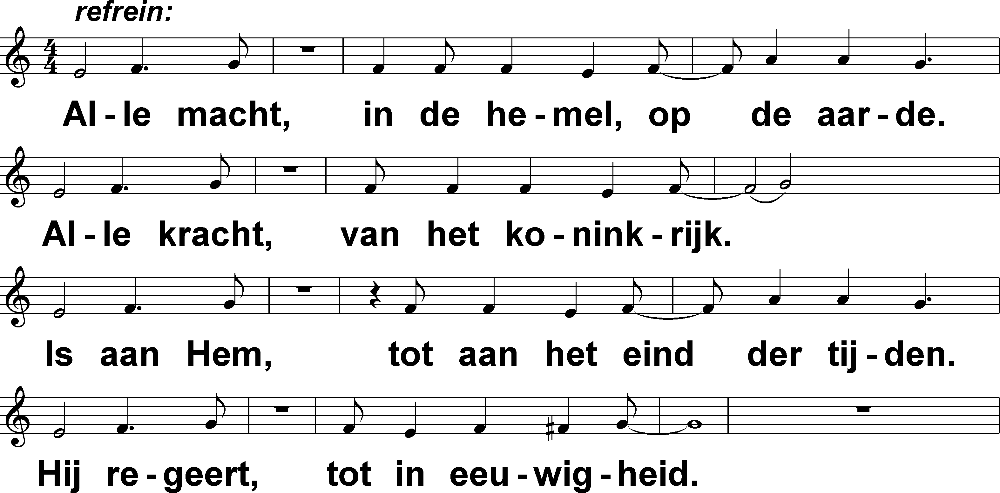 refrein:
4/4
Al - le macht, in de he - mel, op de aar - de.
Al - le kracht, van het ko - nink - rijk.
Is aan Hem, tot aan het eind der tij - den.
Hij re - geert, tot in eeu - wig - heid.